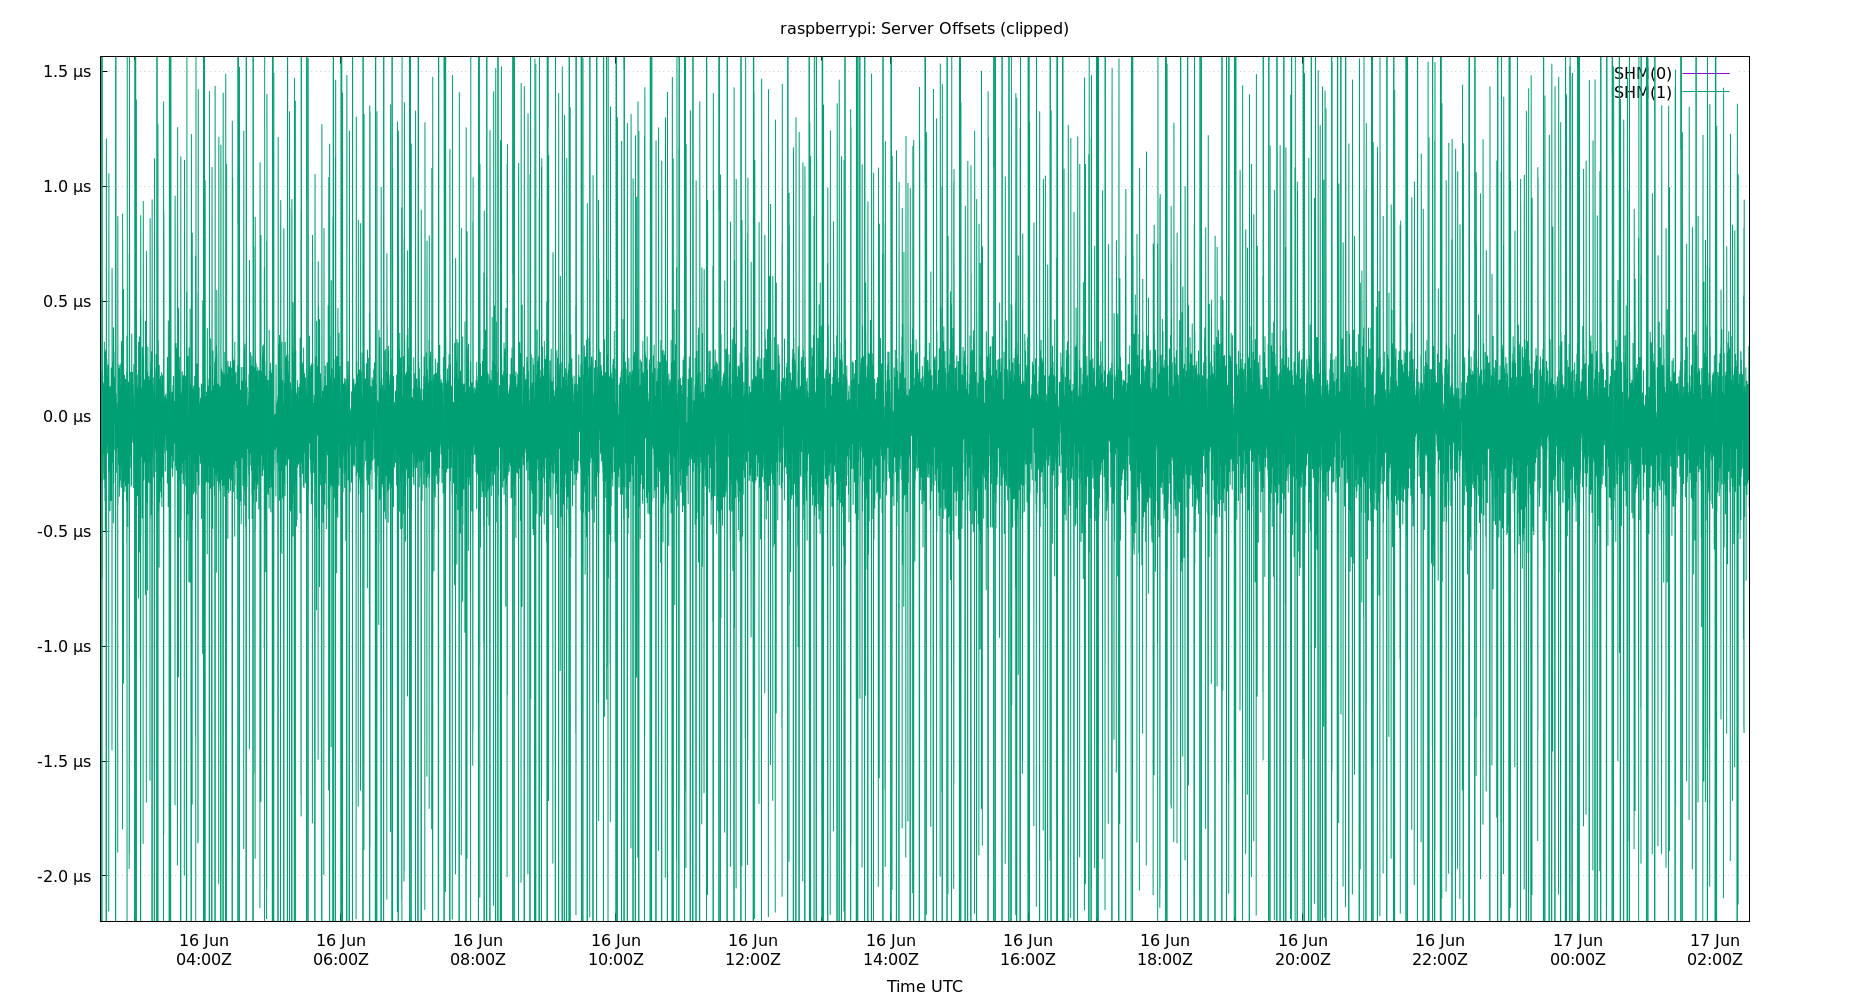 raspberrypi: Server Offsets (clipped)
1.5 µs
1.0 µs
0.5 µs
0.0 µs
-0.5 µs
-1.0 µs
-1.5 µs
-2.0 µs
SHM(0)
SHM(1)
16 Jun 16 Jun 16 Jun 16 Jun 16 Jun 16 Jun 16 Jun 16 Jun 16 Jun 16 Jun 17 Jun 17 Jun
04:00Z 06:00Z 08:00Z 10:00Z 12:00Z 14:00Z 16:00Z 18:00Z 20:00Z 22:00Z 00:00Z 02:00Z
Time UTC